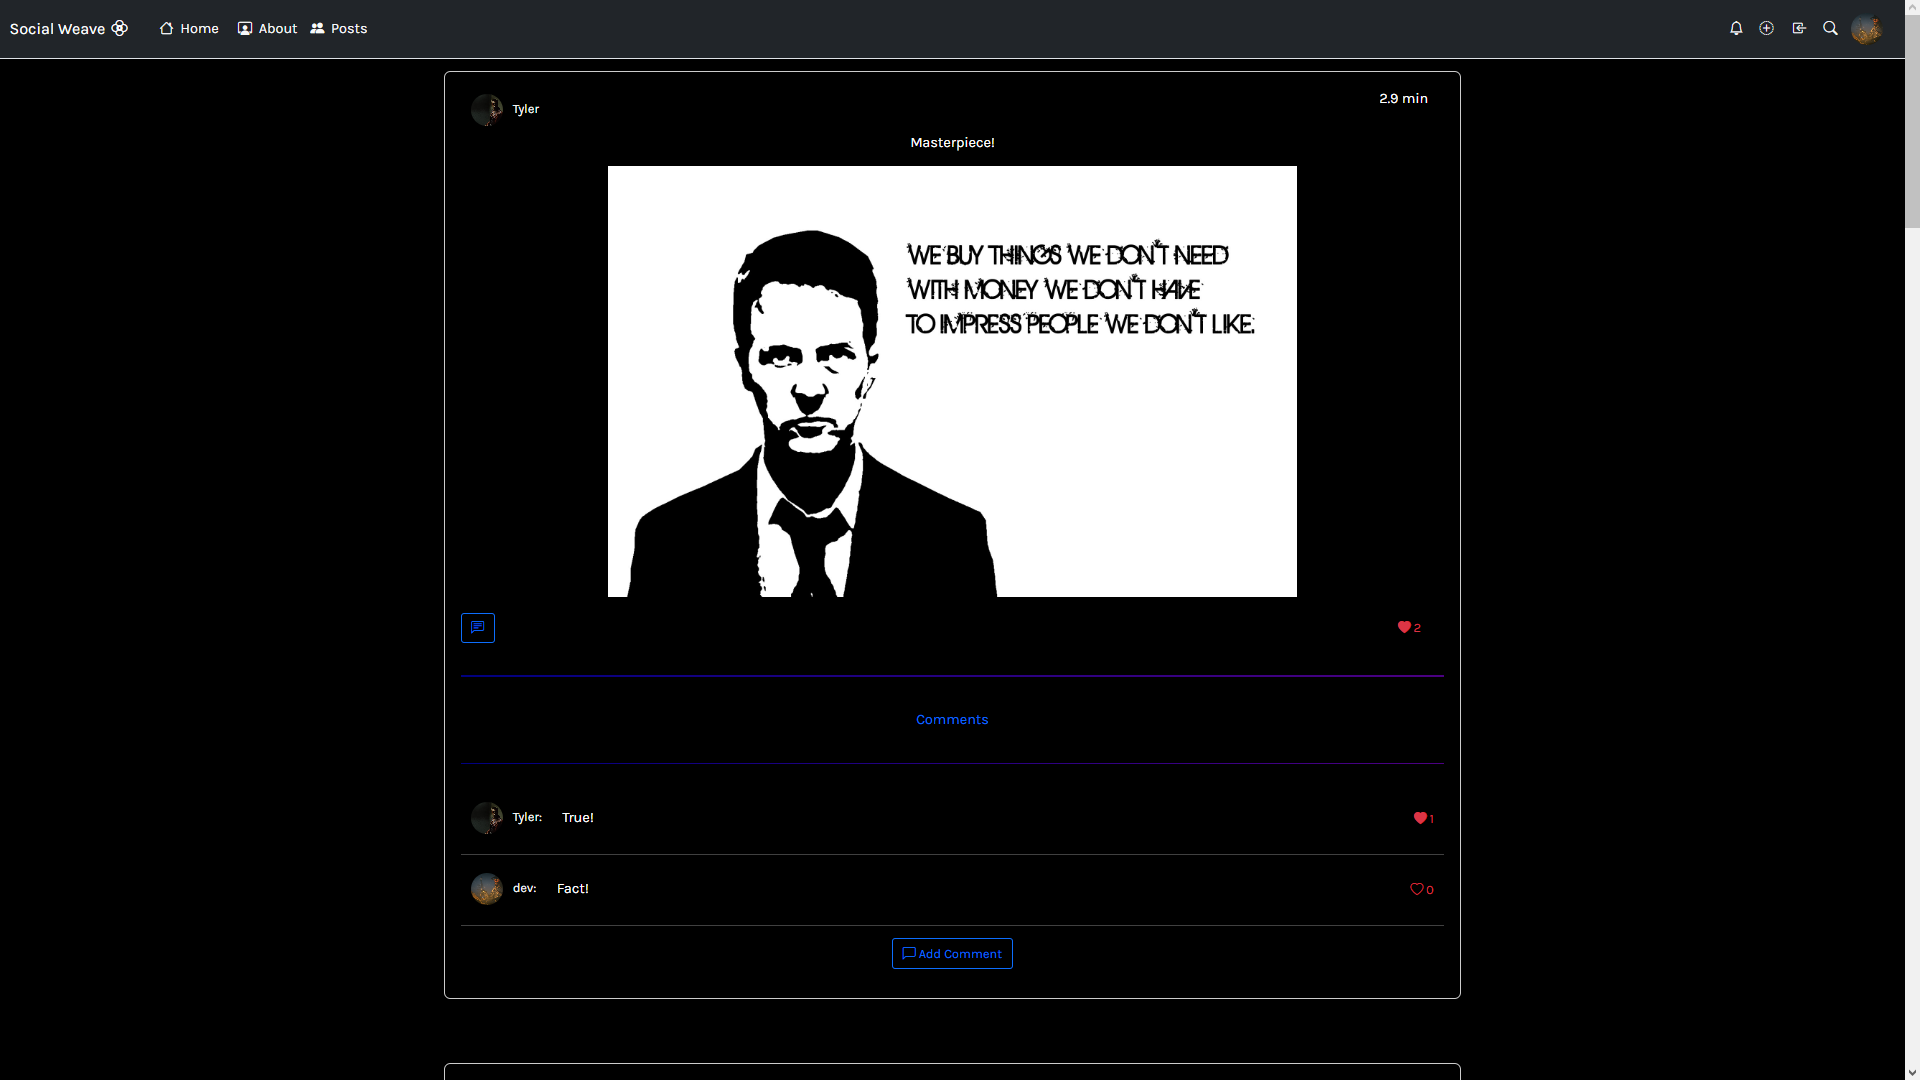 Social Weave
Home
About
Posts
Tyler
2.9 min
Masterpiece!
WE BUY THINGS WE DON'T NEED
WITH MONEY WE DON'T HAVE
TO IMPRESS PEOPLE WE DON'T LIKE.
2
Comments
Tyler: True!
1
dev: Fact!
0
Add Comment